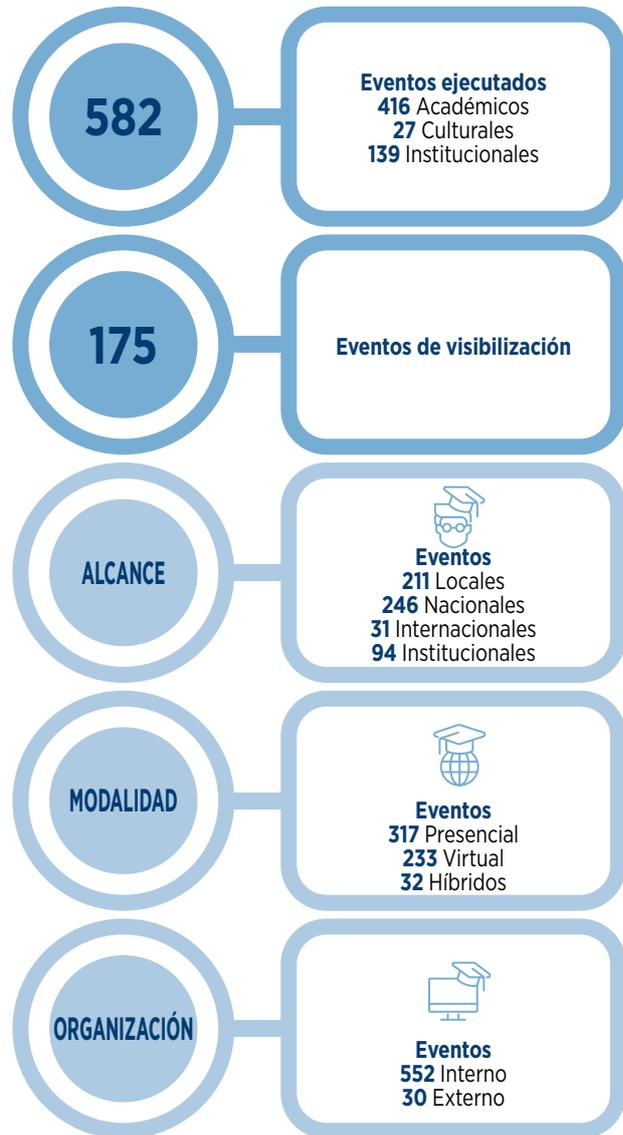 582
Eventos ejecutados
416 Académicos
27 Culturales
139 Institucionales
175
Eventos de visibilización
ALCANCE
Eventos
211 Locales
246 Nacionales
31 Internacionales
94 Institucionales
MODALIDAD
Eventos
317 Presencial
233 Virtual
32 Híbridos
ORGANIZACIÓN
Eventos
552 Interno
30 Externo